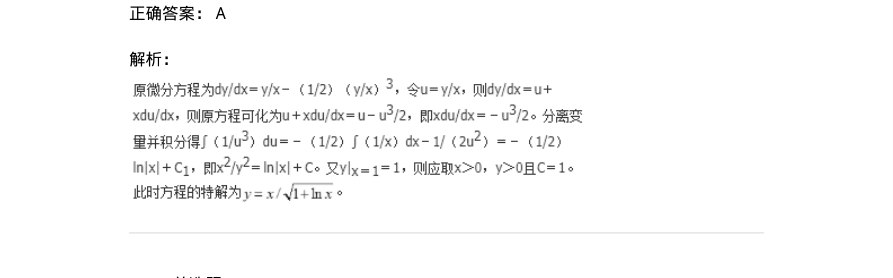 正确答案： A
解析：
原微分方程为dy/dx=y/x-（1/2）（y/x）³，令u=y/x，则dy/dx=u+
xdu/dx，则原方程可化为u+xdu/dx=u-u³/2，即xdu/dx=-u³/2。分离变
量并积分得∫（1/u³）du=-（1/2）∫（1/x）dx-1/（2u²）=-（1/2）
ln|x|+C₁，即x²/y²=ln|x|+C。又y|ₓ₌₁=1，则应取x＞0，y＞0且C=1。
此时方程的特解为y=x/√1+ln x。